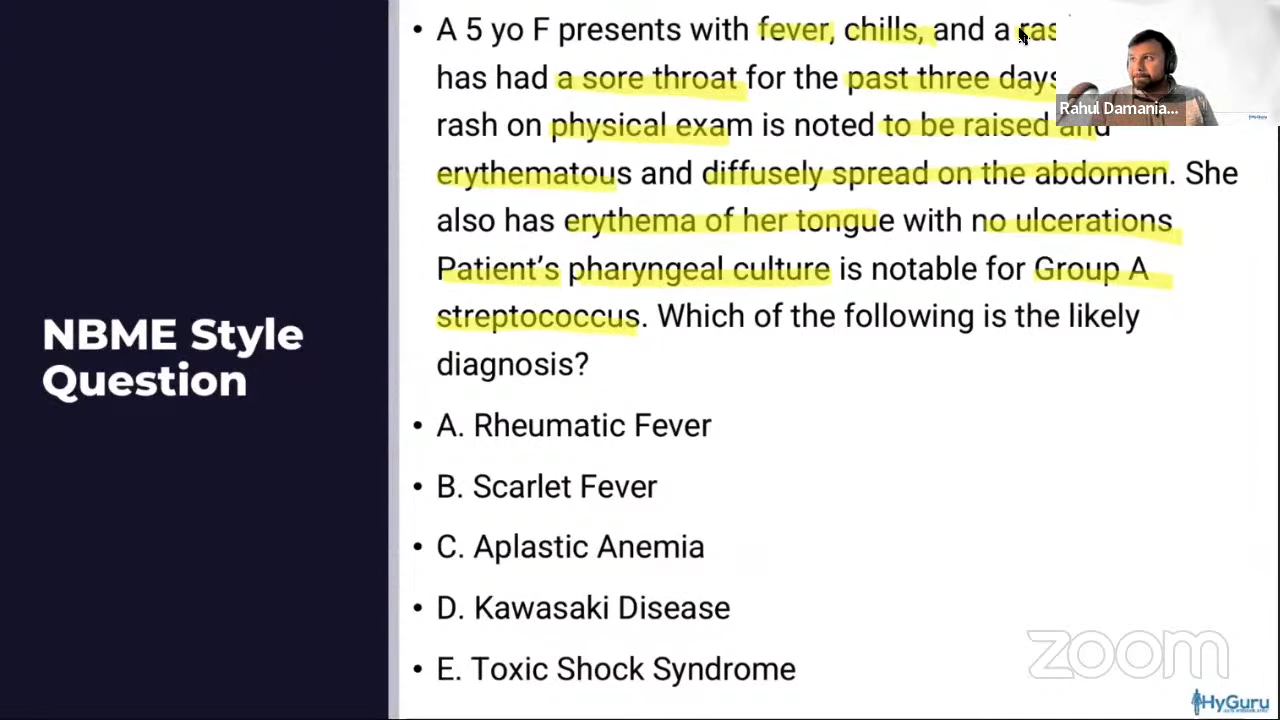 • A 5 yo F presents with fever, chills, and a
has had a sore throat for the past three days
rash on physical exam is noted to be raised and
erythematous and diffusely spread on the abdomen. She
also has erythema of her tongue with no ulcerations
Patient's pharyngeal culture is notable for Group A
streptococcus. Which of the following is the likely
diagnosis?
• A. Rheumatic Fever
• B. Scarlet Fever
• C. Aplastic Anemia
• D. Kawasaki Disease
• E. Toxic Shock Syndrome
NBME Style
Question
Rahul Damania...
zoom
HyGuru